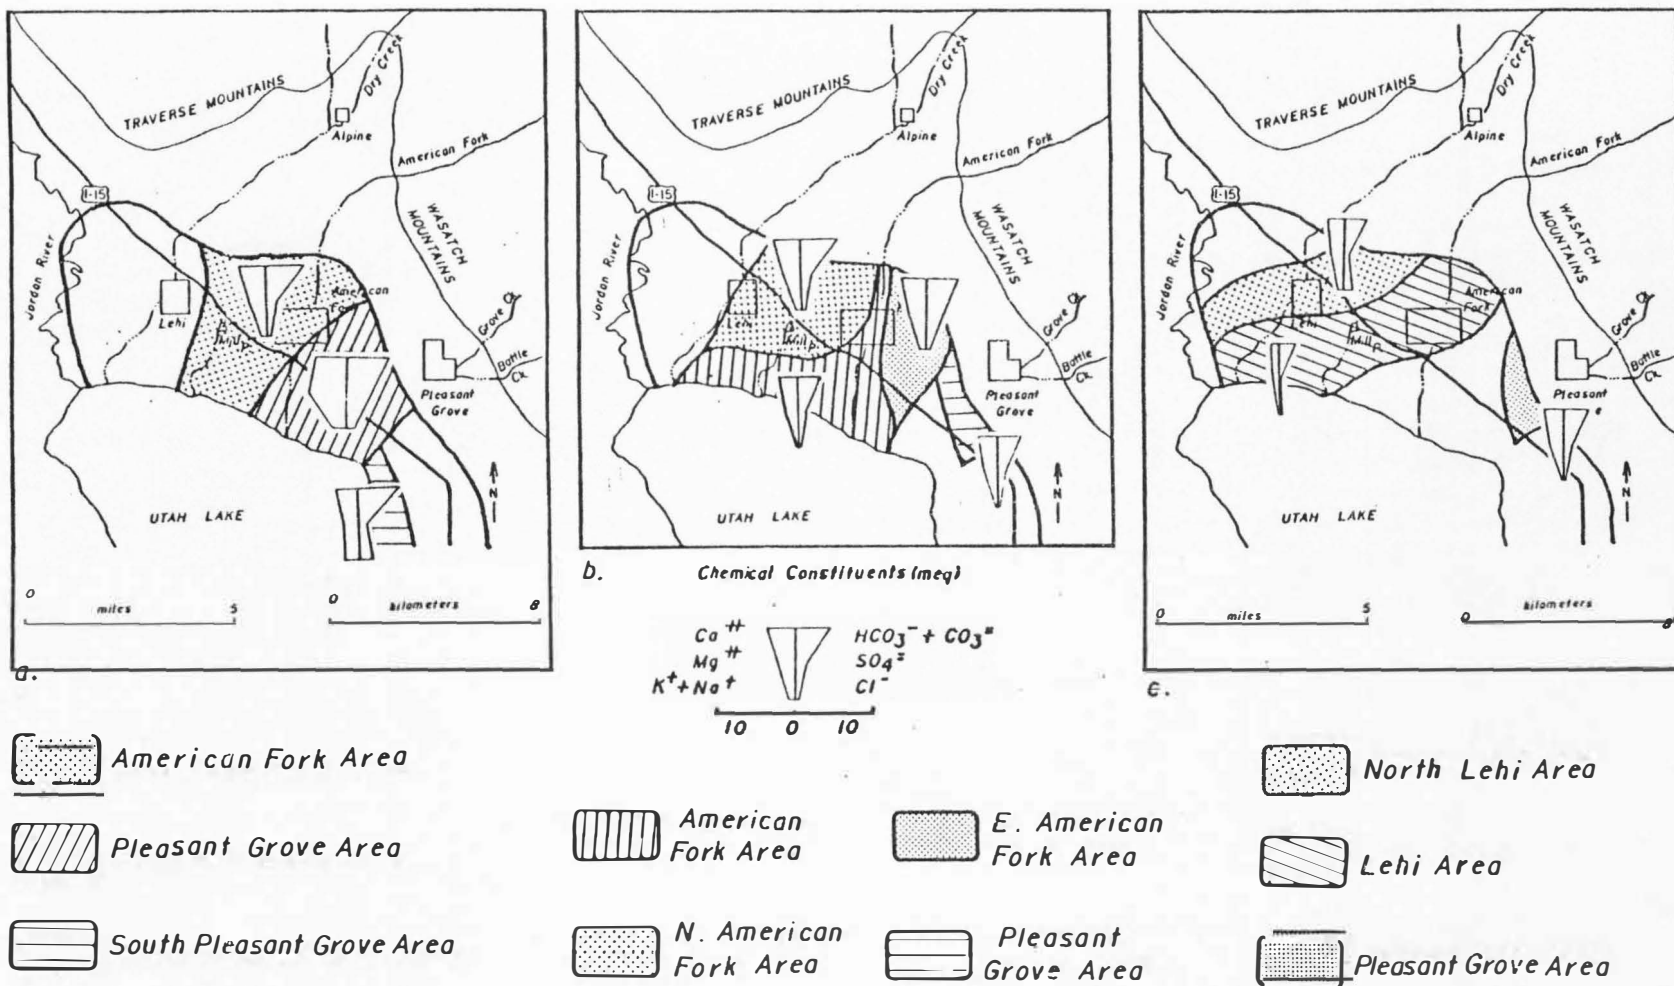 TRAVERSE MOUNTAINS
Dry Creek
Alpine
American Fork
I-15
WASATCH
MOUNTAINS
Jordan River
Lehi
American
Fork
Mill P.
Grove Ck
Battle
Ck
Pleasant
Grove
UTAH LAKE
N
0 miles 5
0 kilometers 8
a.
TRAVERSE MOUNTAINS
Dry Creek
Alpine
American Fork
I-15
WASATCH
MOUNTAINS
Jordan River
Lehi
Mill P.
Grove Ck
Battle
Ck
Pleasant
Grove
UTAH LAKE
N
b.
Chemical Constituents (meq)
Ca⁺⁺ HCO₃⁻ + CO₃⁼
Mg⁺⁺ SO₄⁼
K⁺+Na⁺ Cl⁻
10 0 10
TRAVERSE MOUNTAINS
Dry Creek
Alpine
American Fork
I-15
WASATCH
MOUNTAINS
Jordan River
Lehi
American
Fork
Mill P.
Grove Ck
Battle
Ck
Pleasant
e
UTAH LAKE
N
0 miles 5
0 kilometers 8
c.
American Fork Area
Pleasant Grove Area
South Pleasant Grove Area
American
Fork Area
N. American
Fork Area
E. American
Fork Area
Pleasant
Grove Area
North Lehi Area
Lehi Area
Pleasant Grove Area